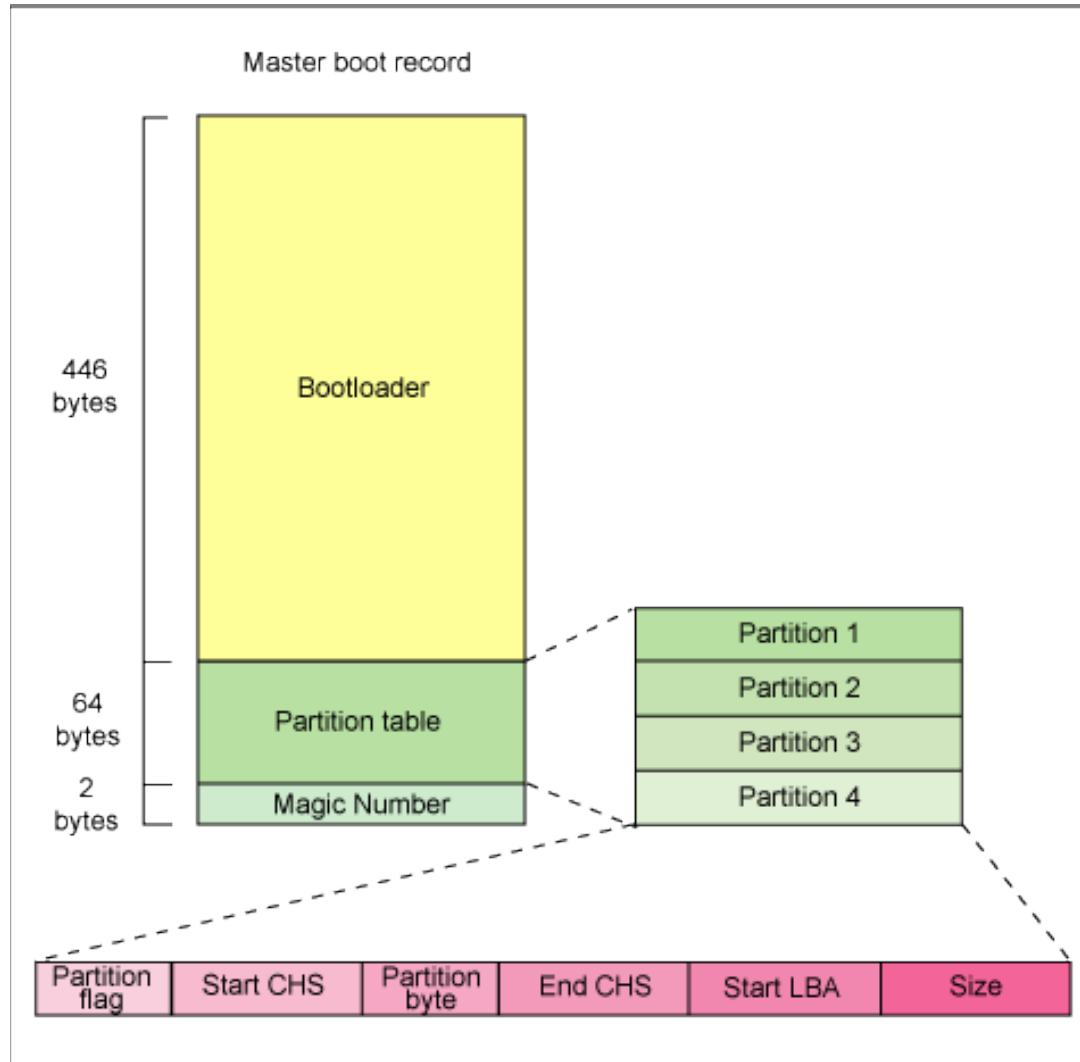 Master boot record
446
bytes
Bootloader
64
bytes
Partition table
2
bytes
Magic Number
Partition 1
Partition 2
Partition 3
Partition 4
Partition
flag
Start CHS
Partition
byte
End CHS
Start LBA
Size